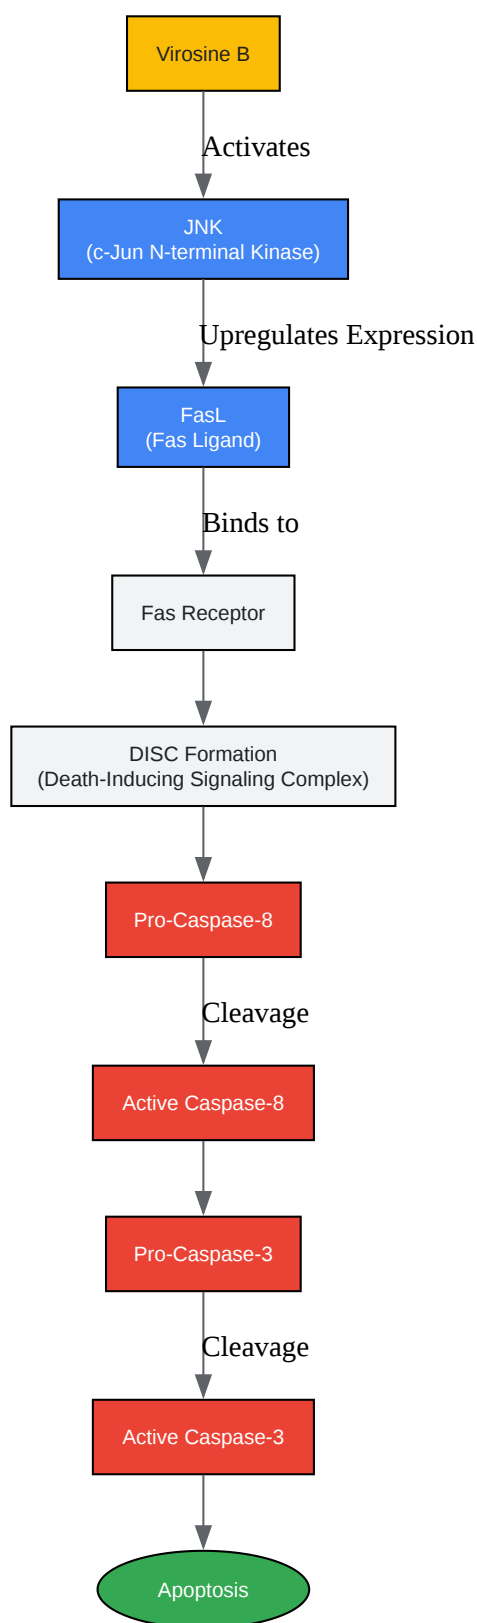 Virosine B
Activates
JNK
(c-Jun N-terminal Kinase)
Upregulates Expression
FasL
(Fas Ligand)
Binds to
Fas Receptor
DISC Formation
(Death-Inducing Signaling Complex)
Pro-Caspase-8
Cleavage
Active Caspase-8
Pro-Caspase-3
Cleavage
Active Caspase-3
Apoptosis